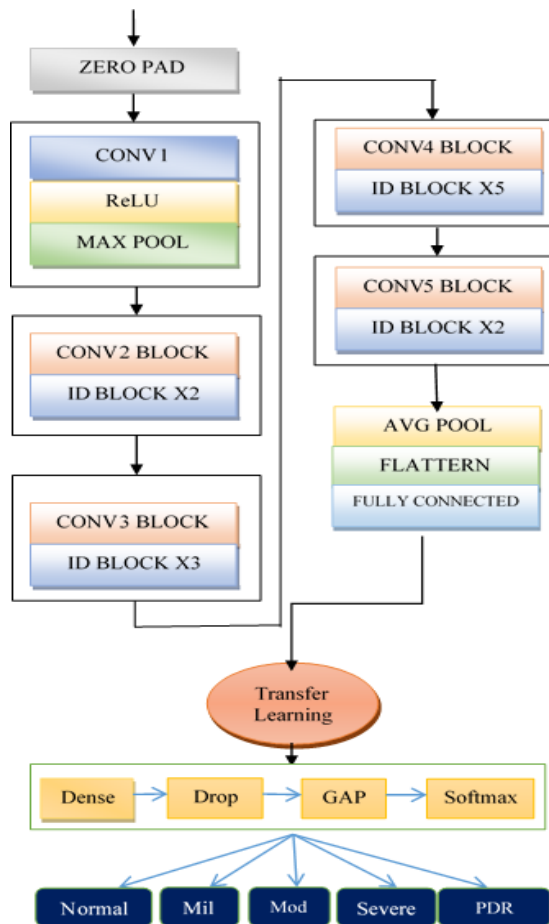 ZERO PAD
CONV1
ReLU
MAX POOL
CONV2 BLOCK
ID BLOCK X2
CONV3 BLOCK
ID BLOCK X3
CONV4 BLOCK
ID BLOCK X5
CONV5 BLOCK
ID BLOCK X2
AVG POOL
FLATTERN
FULLY CONNECTED
Transfer
Learning
Dense
Drop
GAP
Softmax
Normal
Mil
Mod
Severe
PDR